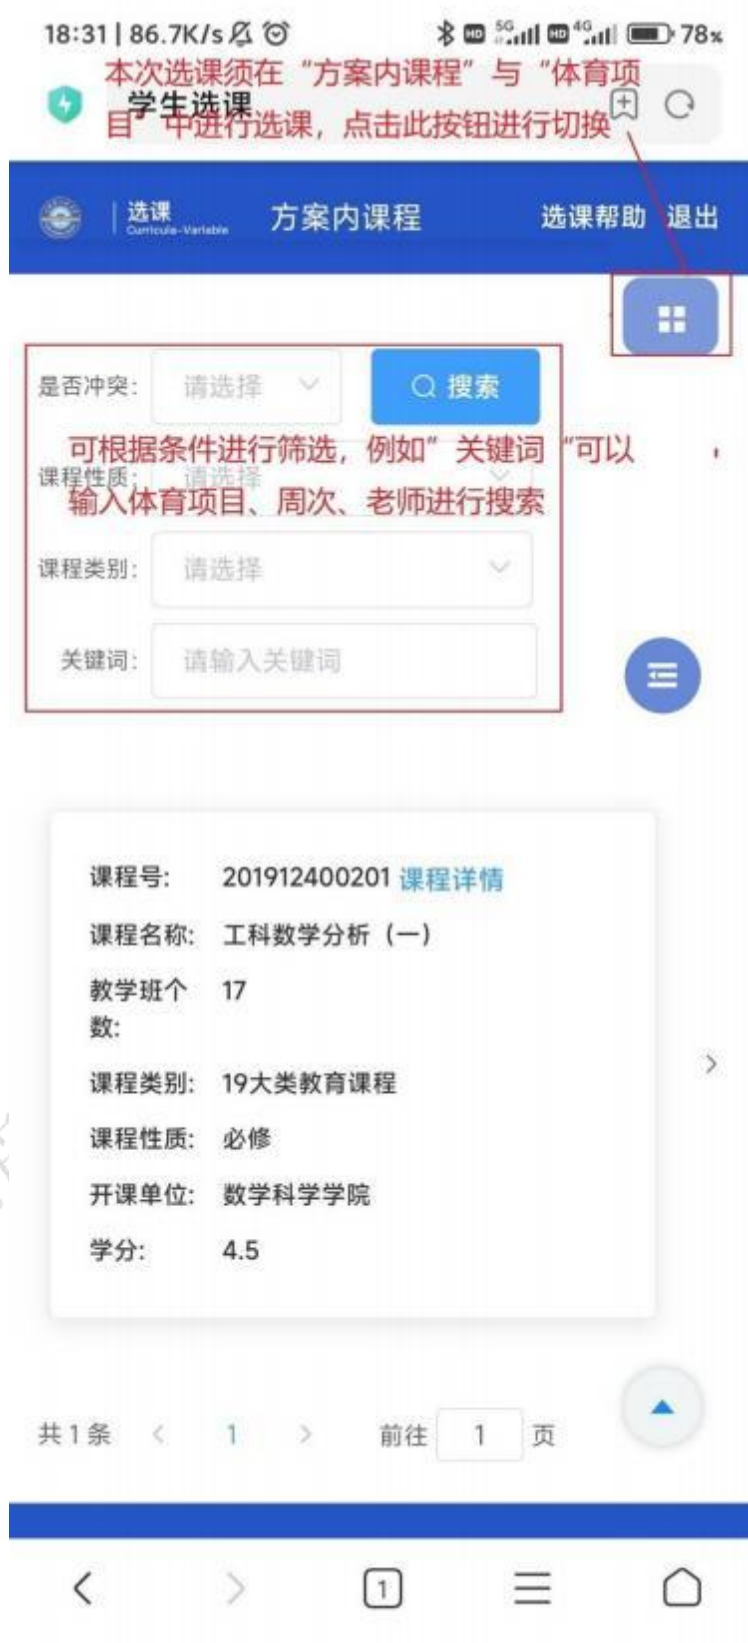 18:31 | 86.7K/s
HD 5G HD 4G 78%
本次选课须在“方案内课程”与“体育项
目”中进行选课，点击此按钮进行切换
学生选课
选课
Curricula-Variable
方案内课程
选课帮助 退出
是否冲突: 请选择 搜索
可根据条件进行筛选，例如”关键词“可以
输入体育项目、周次、老师进行搜索
课程性质: 请选择
课程类别: 请选择
关键词: 请输入关键词
课程号: 201912400201 课程详情
课程名称: 工科数学分析（一）
教学班个 17
数:
课程类别: 19大类教育课程
课程性质: 必修
开课单位: 数学科学学院
学分: 4.5
共1条 < 1 > 前往 1 页
1